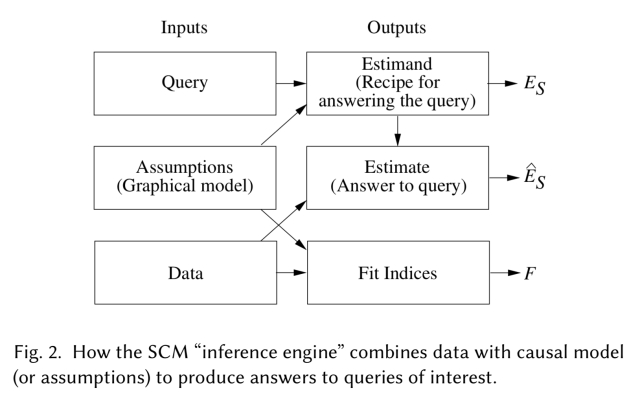 Inputs
Outputs
Query
Estimand
(Recipe for
answering the query)
E_S
Assumptions
(Graphical model)
Estimate
(Answer to query)
Ê_S
Data
Fit Indices
F
Fig. 2. How the SCM “inference engine” combines data with causal model
(or assumptions) to produce answers to queries of interest.